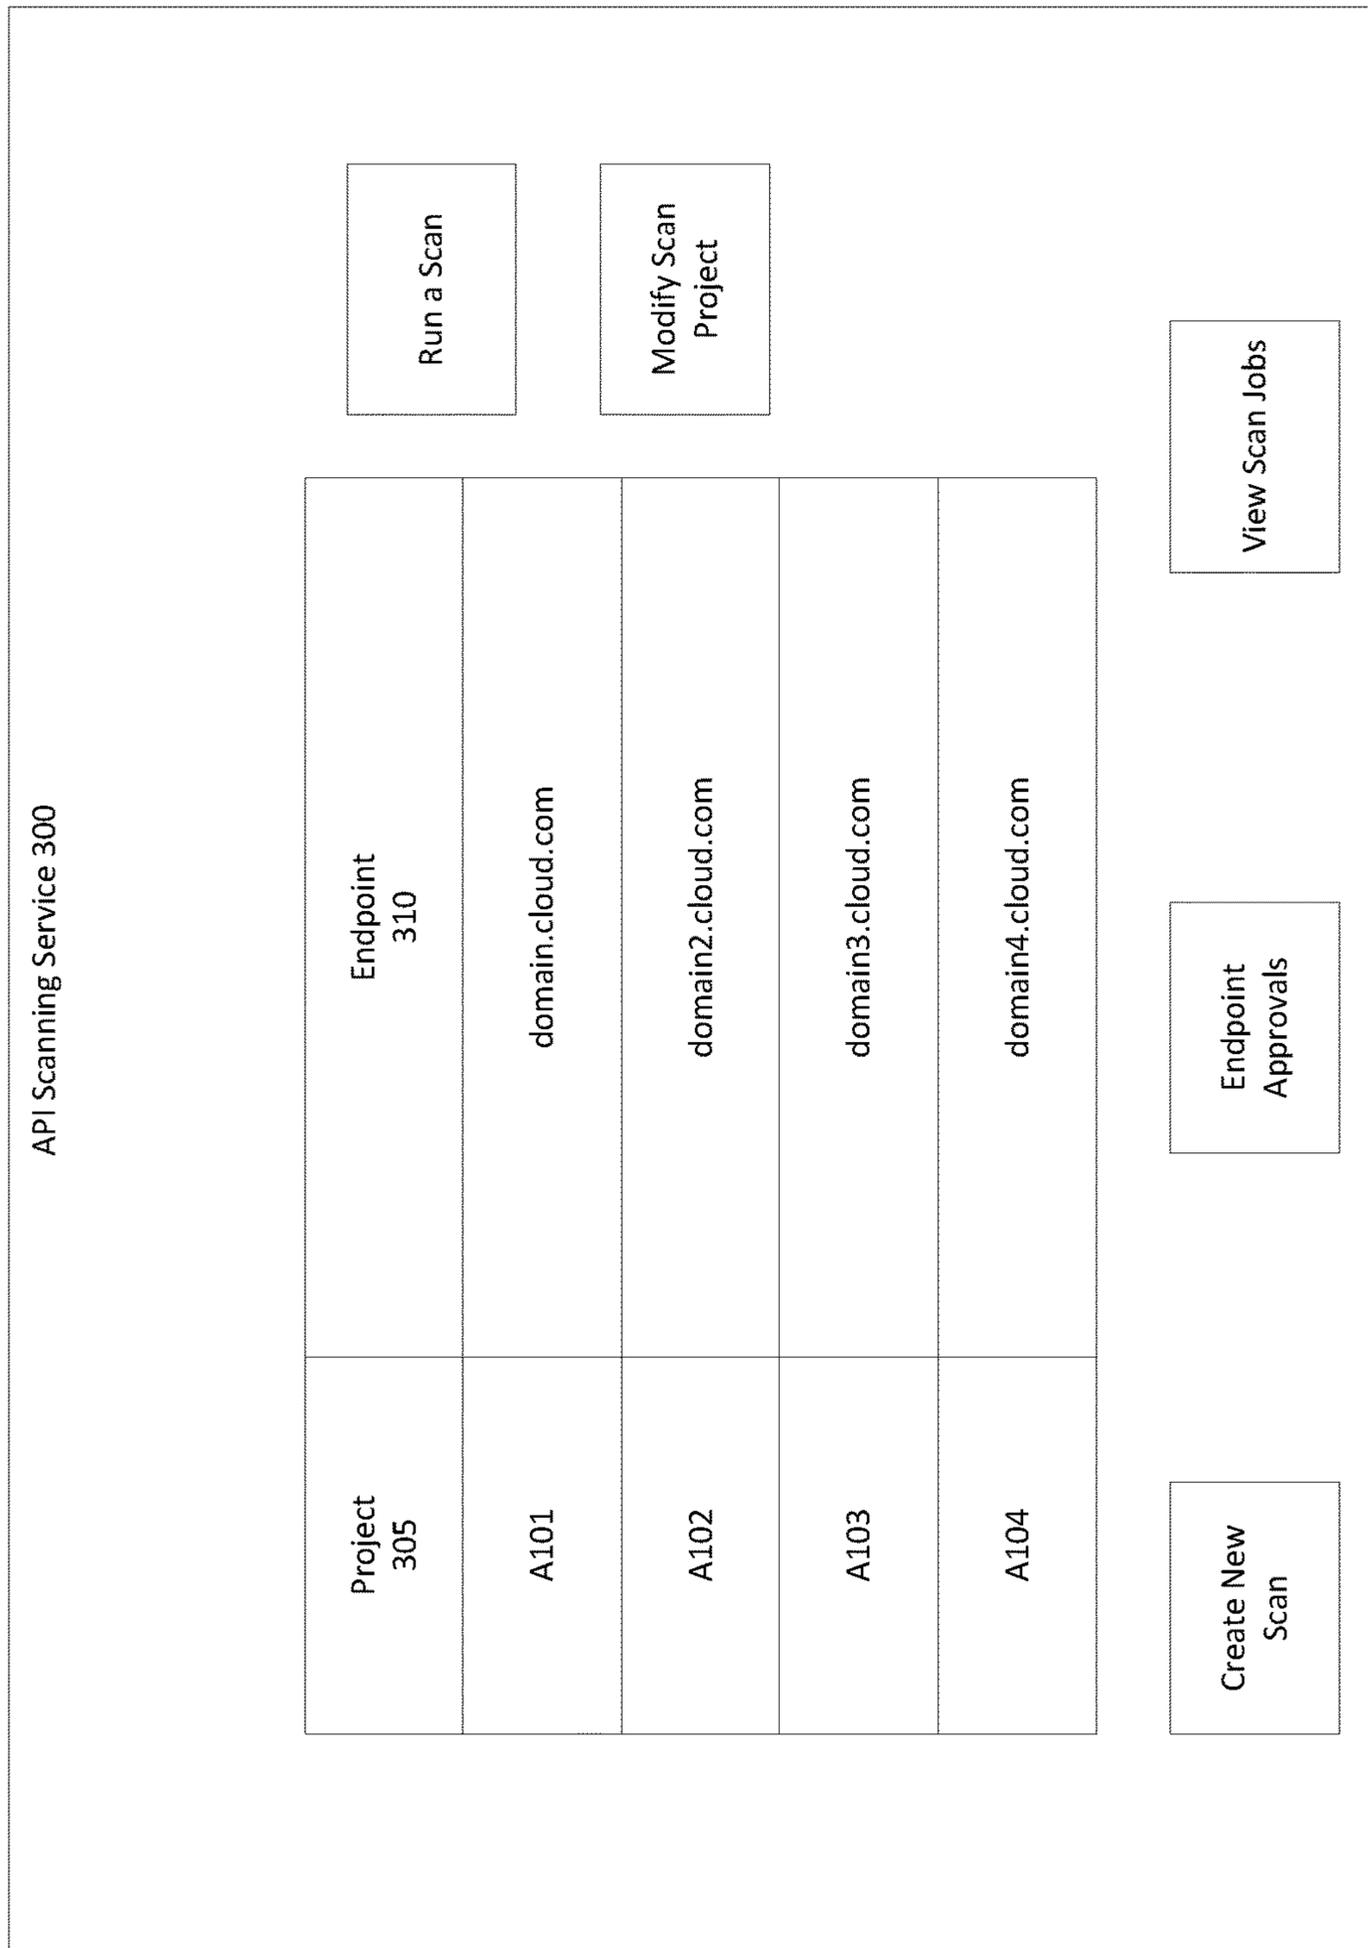 API Scanning Service 300
Project
305
Endpoint
310
A101
domain.cloud.com
A102
domain2.cloud.com
A103
domain3.cloud.com
A104
domain4.cloud.com
Run a Scan
Modify Scan
Project
Create New
Scan
Endpoint
Approvals
View Scan Jobs